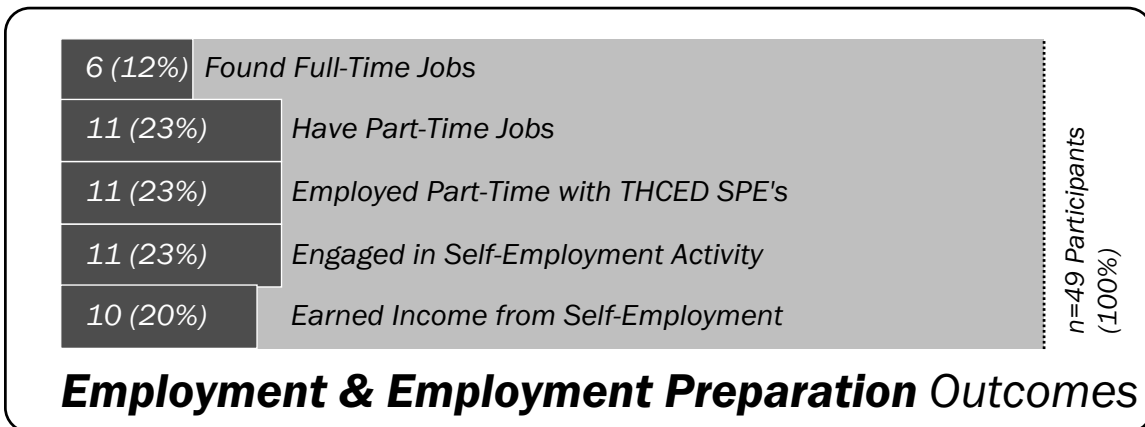 6 (12%) Found Full-Time Jobs
11 (23%) Have Part-Time Jobs
11 (23%) Employed Part-Time with THCED SPE's
11 (23%) Engaged in Self-Employment Activity
10 (20%) Earned Income from Self-Employment
n=49 Participants
(100%)
Employment & Employment Preparation Outcomes